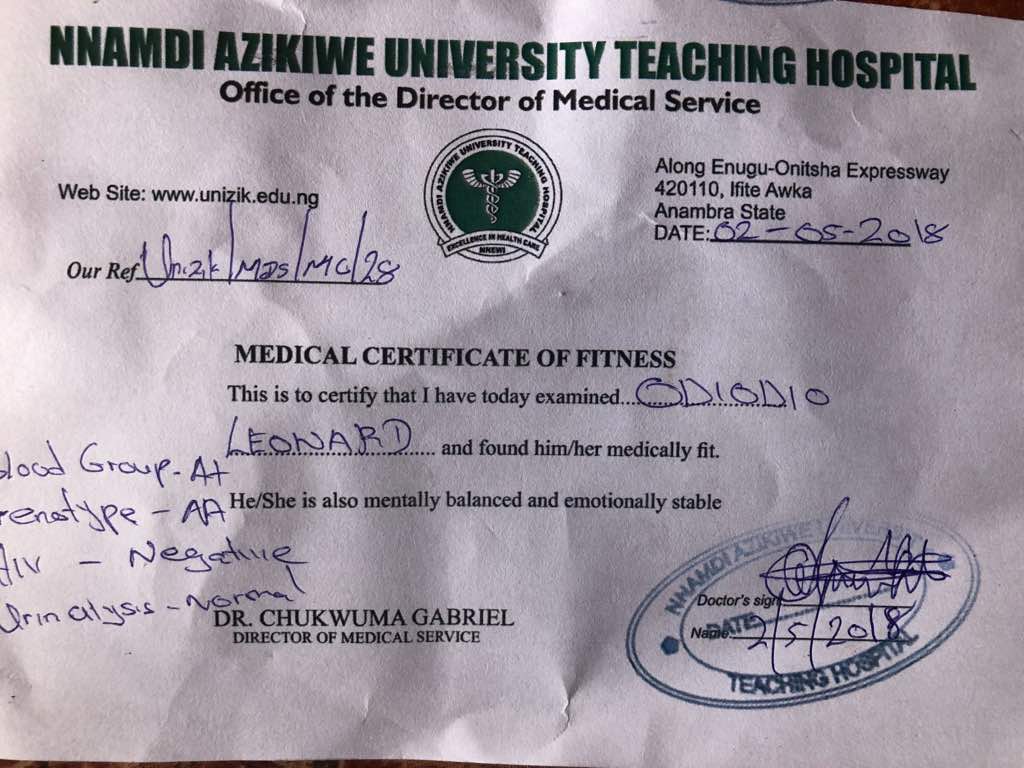 NNAMDI AZIKIWE UNIVERSITY TEACHING HOSPITAL
Office of the Director of Medical Service
Web Site: www.unizik.edu.ng
Our Ref Unizik/MDS/MC/28
NNAMDI AZIKIWE UNIVERSITY TEACHING HOSPITAL
EXCELLENCE IN HEALTH CARE
NNEWI
Along Enugu-Onitsha Expressway
420110, Ifite Awka
Anambra State
DATE: 02-05-2018
MEDICAL CERTIFICATE OF FITNESS
This is to certify that I have today examined...ODIODIO
LEONARD..... and found him/her medically fit.
He/She is also mentally balanced and emotionally stable
lood Group - A+
enotype - AA
HIV - Negative
Urinalysis - Normal
DR. CHUKWUMA GABRIEL
DIRECTOR OF MEDICAL SERVICE
NNAMDI AZIKIWE UNIVERSITY
Doctor's sign
Name: 2/5/2018
DATE
TEACHING HOSPITAL